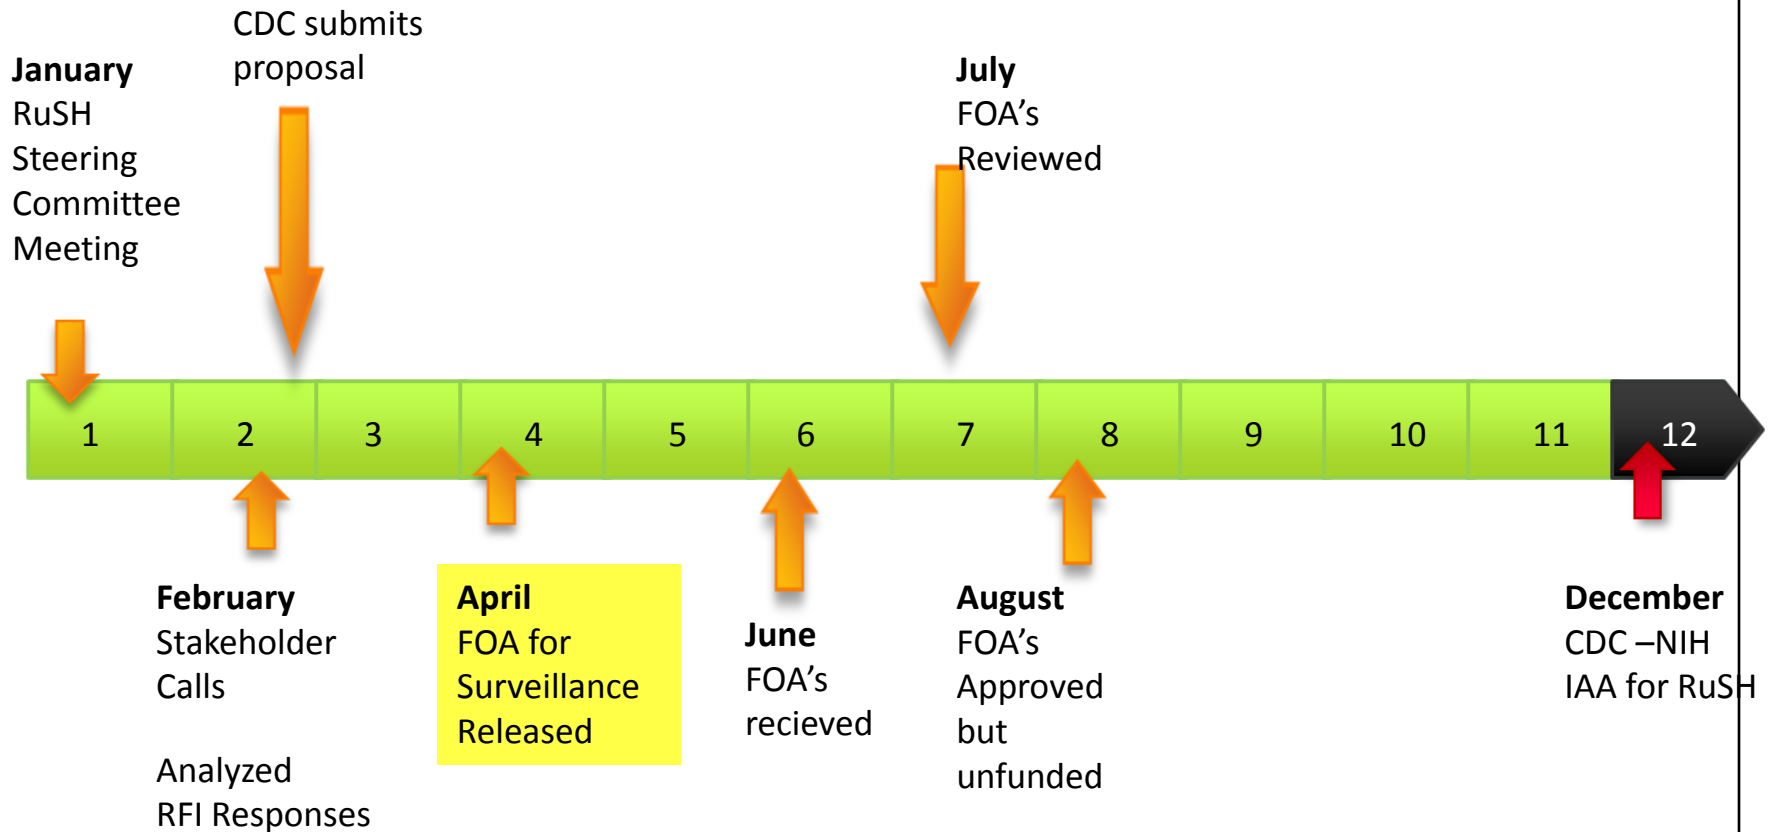 January
RuSH
Steering
Committee
Meeting
CDC submits
proposal
July
FOA’s
Reviewed
1 2 3 4 5 6 7 8 9 10 11 12
February
Stakeholder
Calls
Analyzed
RFI Responses
April
FOA for
Surveillance
Released
June
FOA’s
recieved
August
FOA’s
Approved
but
unfunded
December
CDC –NIH
IAA for RuSH